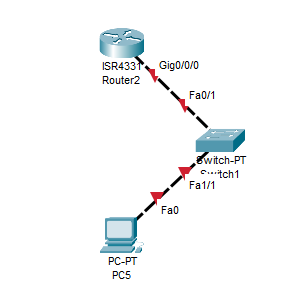 Gig0/0/0
ISR4331
Router2
Fa0/1
Switch-PT
Switch1
Fa1/1
Fa0
PC-PT
PC5